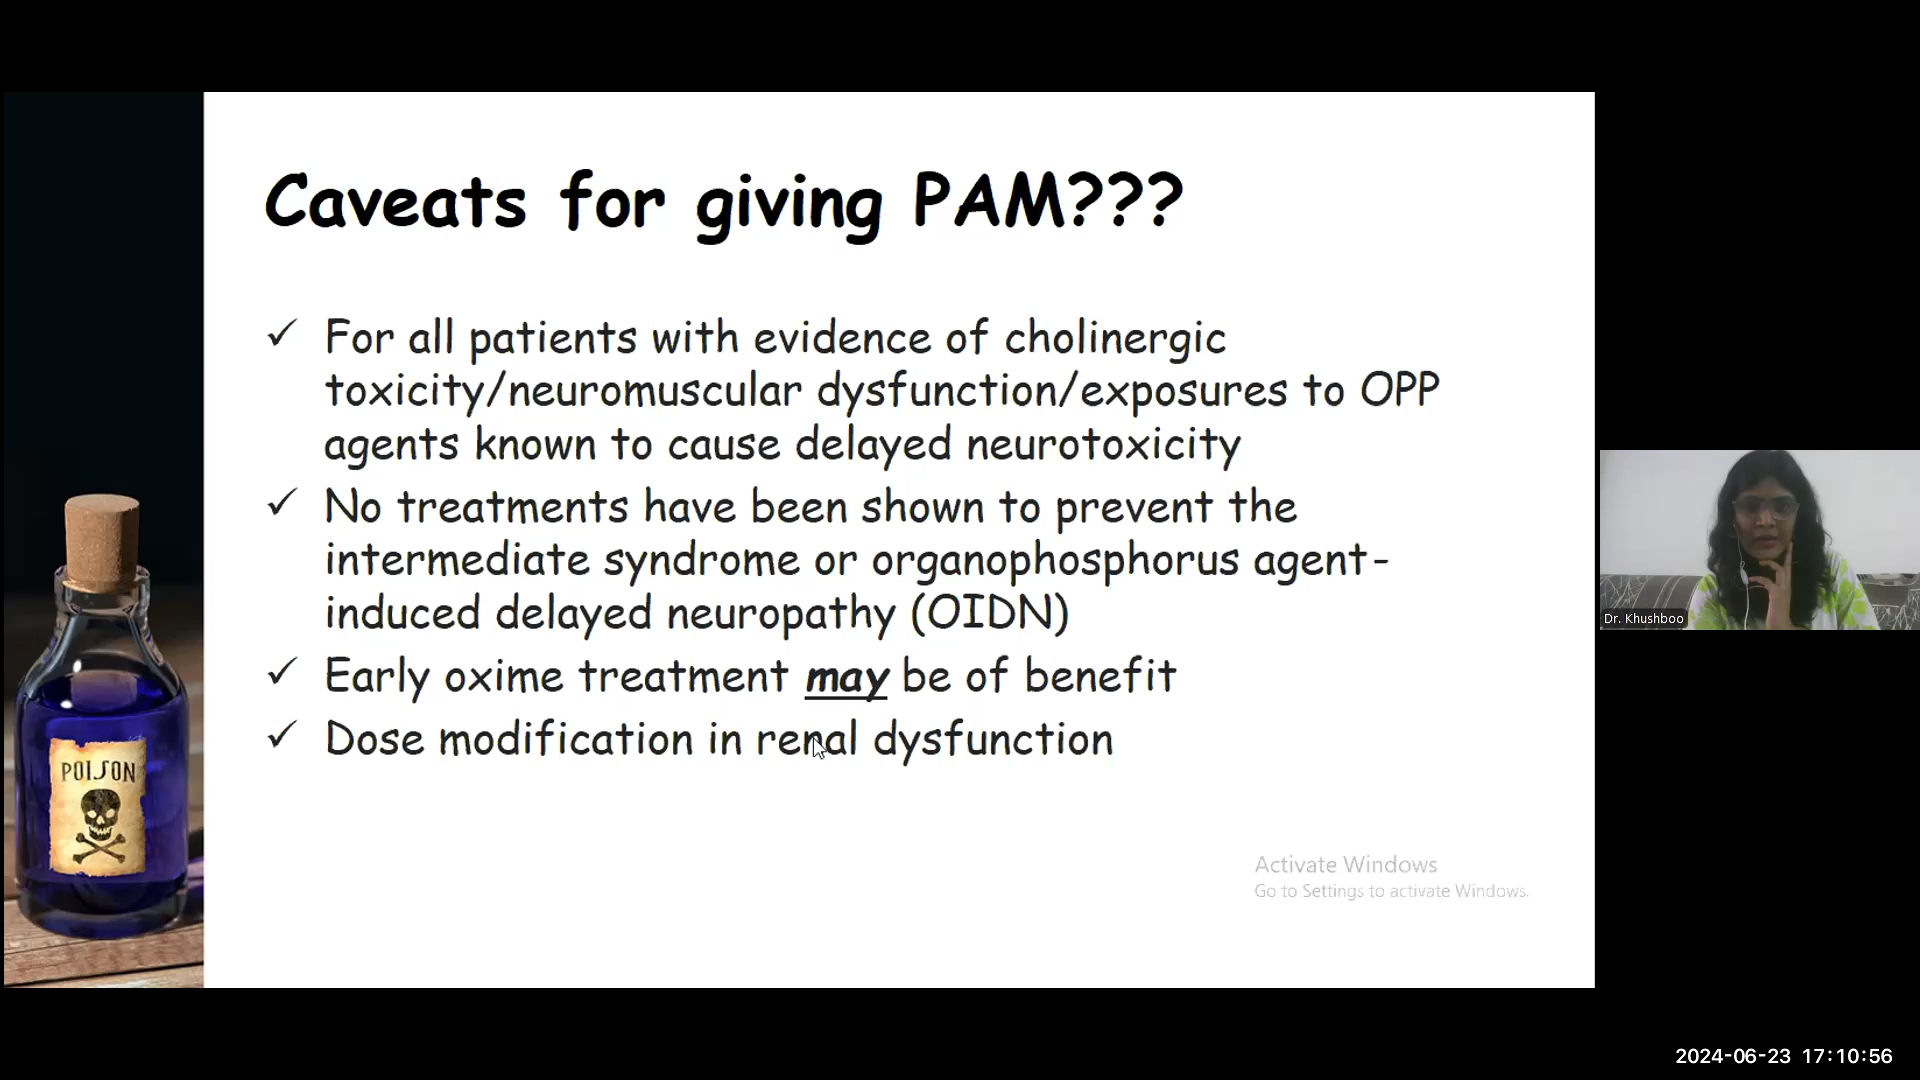 Caveats for giving PAM???
✓ For all patients with evidence of cholinergic
toxicity/neuromuscular dysfunction/exposures to OPP
agents known to cause delayed neurotoxicity
✓ No treatments have been shown to prevent the
intermediate syndrome or organophosphorus agent-
induced delayed neuropathy (OIDN)
✓ Early oxime treatment may be of benefit
✓ Dose modification in renal dysfunction
POISON
Activate Windows
Go to Settings to activate Windows.
Dr. Khushboo
2024-06-23 17:10:56